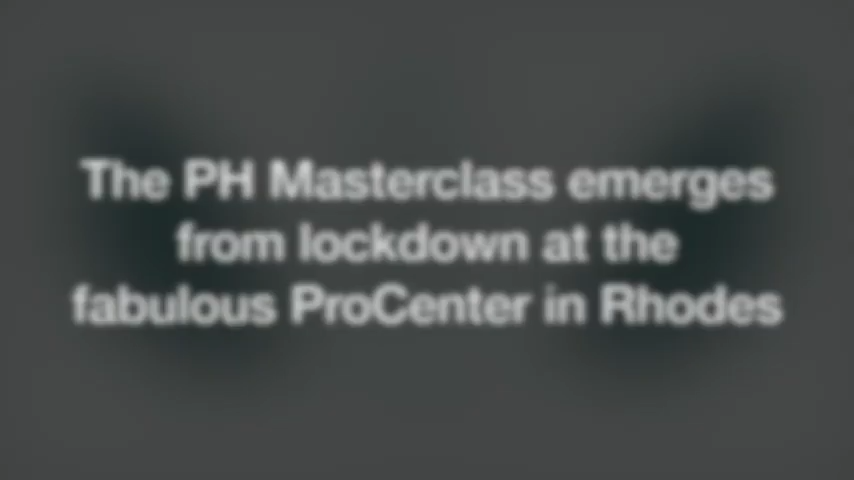 The PH Masterclass emerges
from lockdown at the
fabulous ProCenter in Rhodes